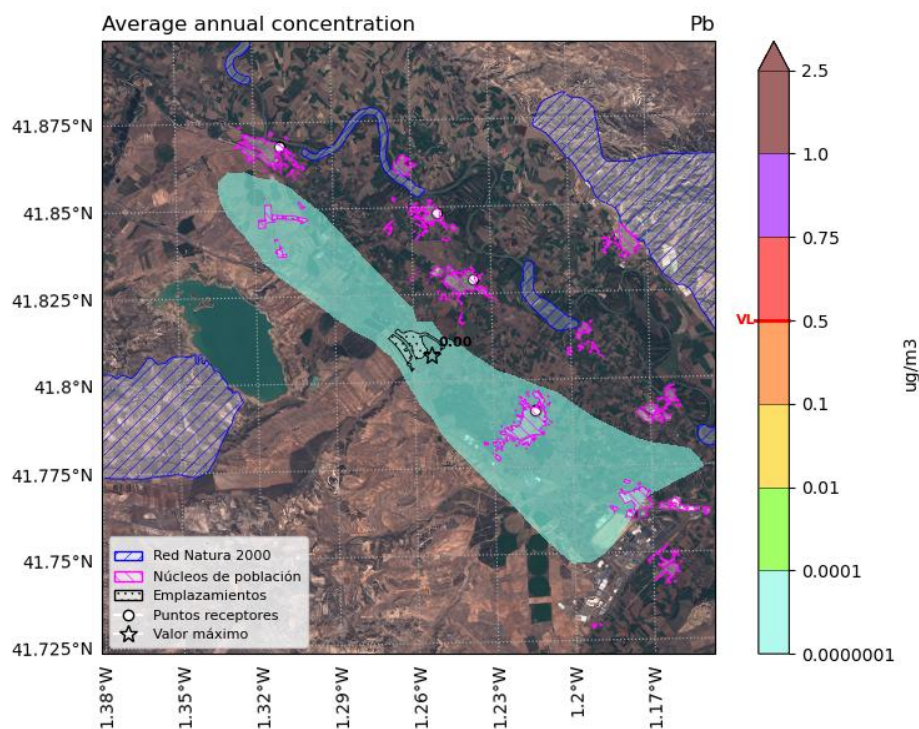 Average annual concentration
Pb
41.875°N
41.85°N
41.825°N
41.8°N
41.775°N
41.75°N
41.725°N
0.00
Red Natura 2000
Núcleos de población
Emplazamientos
Puntos receptores
Valor máximo
1.38°W
1.35°W
1.32°W
1.29°W
1.26°W
1.23°W
1.2°W
1.17°W
2.5
1.0
0.75
VL
0.5
0.1
0.01
0.0001
0.0000001
ug/m3